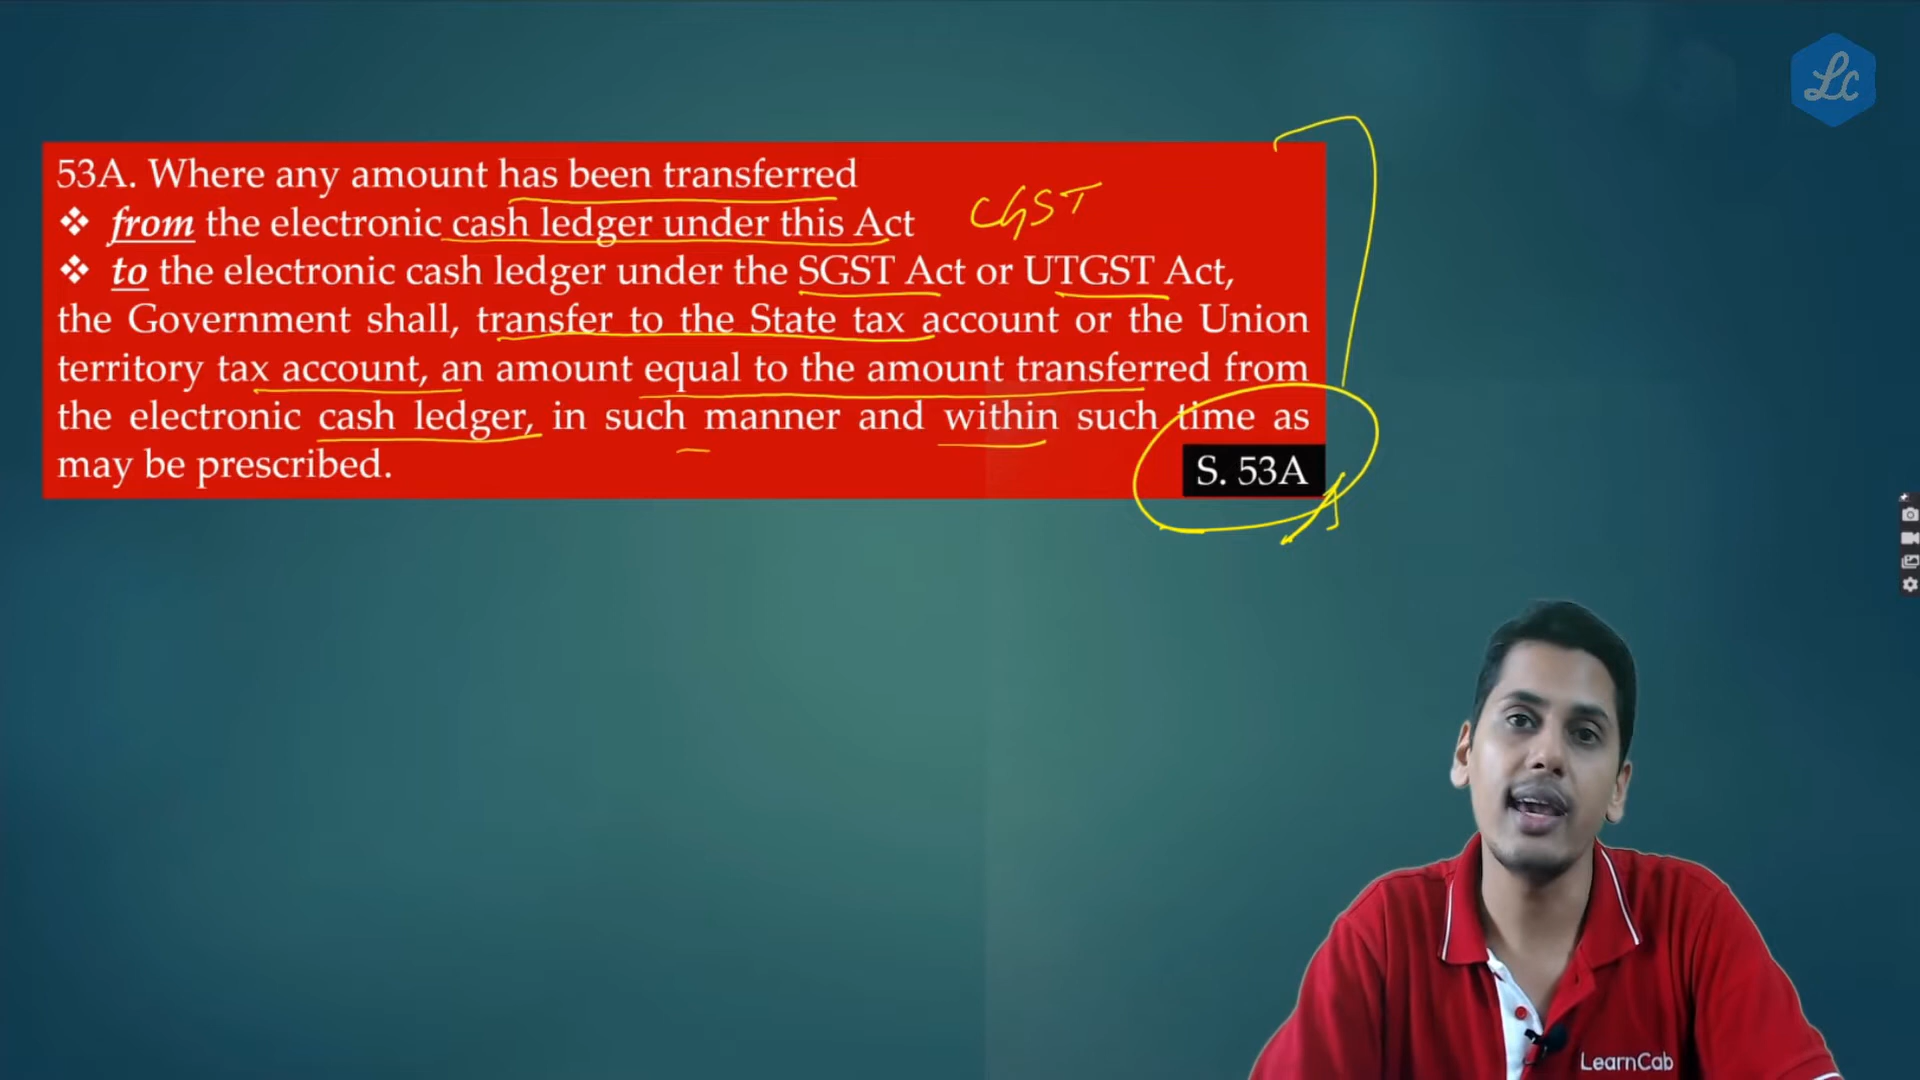 Lc
53A. Where any amount has been transferred
❖ from the electronic cash ledger under this Act
CGST
❖ to the electronic cash ledger under the SGST Act or UTGST Act,
the Government shall, transfer to the State tax account or the Union
territory tax account, an amount equal to the amount transferred from
the electronic cash ledger, in such manner and within such time as
may be prescribed.
S. 53A
LearnCab